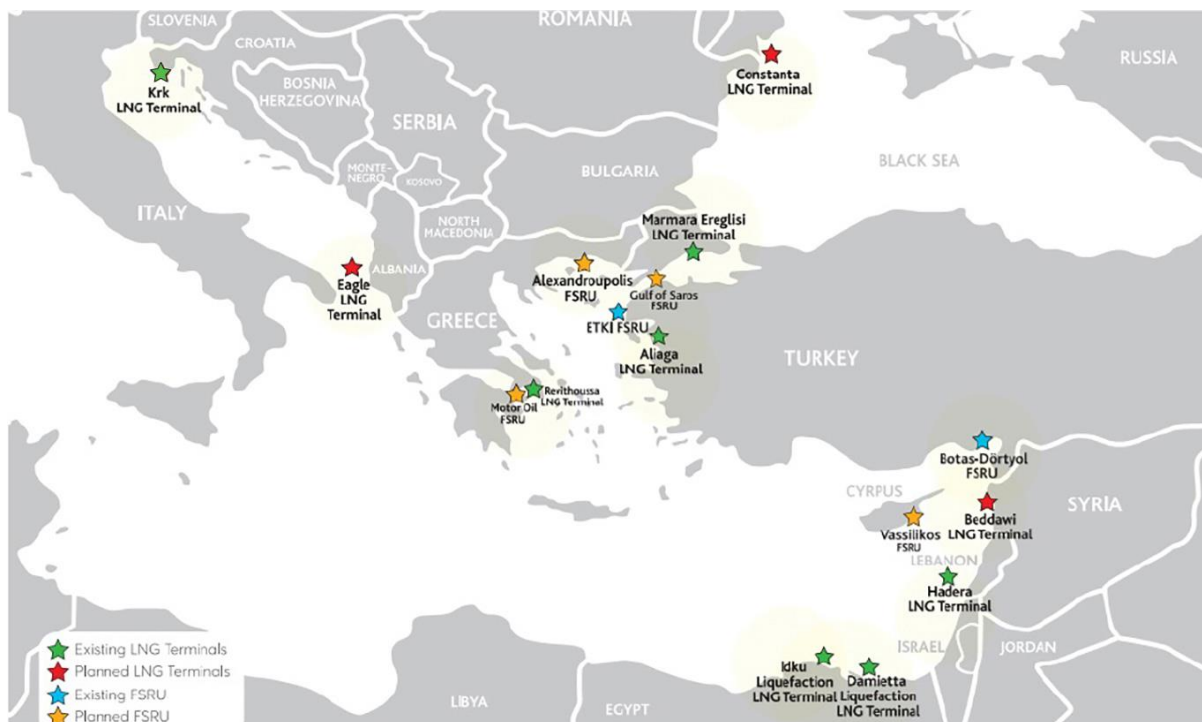 SLOVENIA
CROATIA
ROMANIA
RUSSIA
Krk
LNG Terminal
BOSNIA
HERZEGOVINA
Constanta
LNG Terminal
SERBIA
BLACK SEA
MONTE-
NEGRO
KOSOVO
BULGARIA
ITALY
NORTH
MACEDONIA
Marmara Ereglisi
LNG Terminal
ALBANIA
Eagle
LNG
Terminal
Alexandroupolis
FSRU
Gulf of Saros
FSRU
GREECE
ETKI FSRU
Aliaga
LNG Terminal
TURKEY
Motor Oil
FSRU
Rerithoussa
LNG Terminal
Botas-Dörtyol
FSRU
CYRPUS
SYRIA
Vassilikos
FSRU
Beddawi
LNG Terminal
LEBANON
Hadera
LNG Terminal
ISRAEL
JORDAN
Idku
Liquefaction
LNG Terminal
Damietta
Liquefaction
LNG Terminal
LIBYA
EGYPT
Existing LNG Terminals
Planned LNG Terminals
Existing FSRU
Planned FSRU